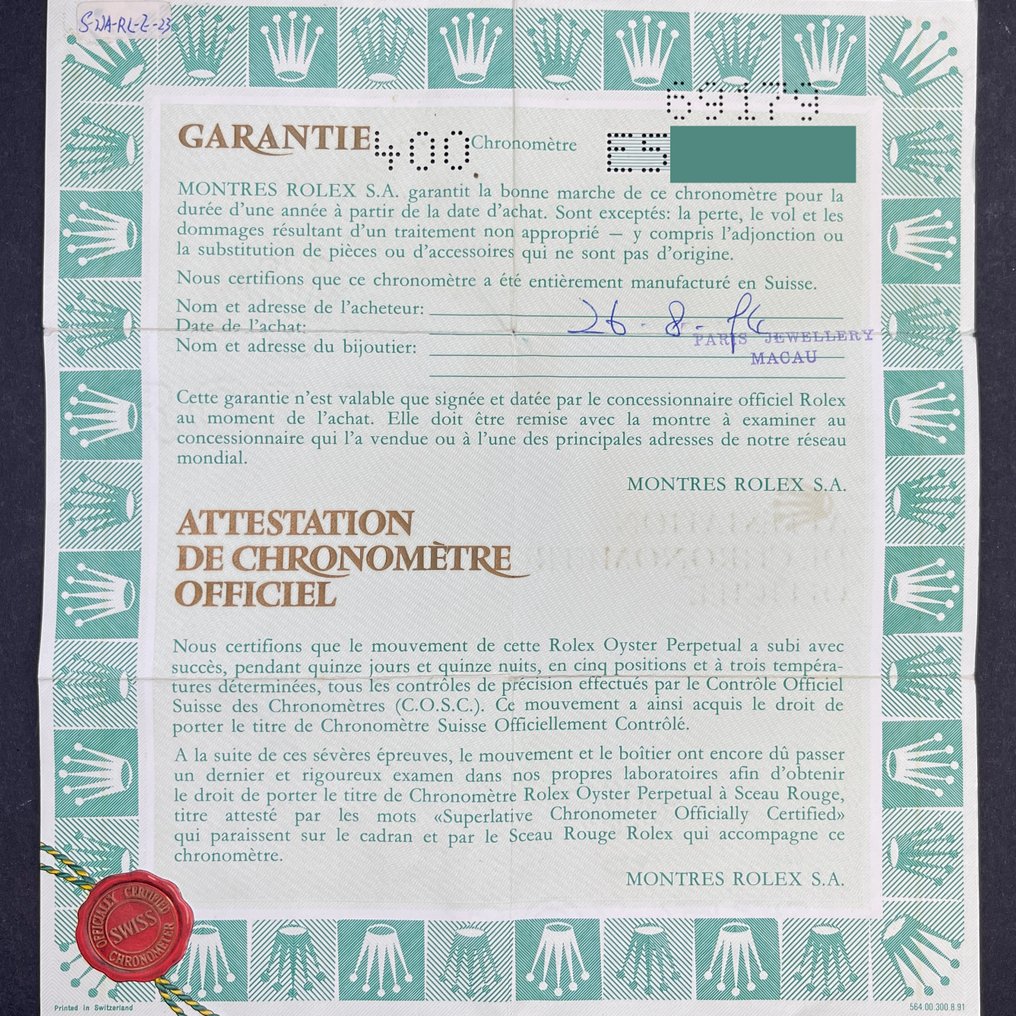 S-WA-RL-Z-23
69179
GARANTIE 400 Chronomètre E5
MONTRES ROLEX S.A. garantit la bonne marche de ce chronomètre pour la
durée d’une année à partir de la date d’achat. Sont exceptés: la perte, le vol et les
dommages résultant d’un traitement non approprié — y compris l’adjonction ou
la substitution de pièces ou d’accessoires qui ne sont pas d’origine.
Nous certifions que ce chronomètre a été entièrement manufacturé en Suisse.
Nom et adresse de l’acheteur:
Date de l’achat: 26 - 8 - 94
Nom et adresse du bijoutier: PARIS JEWELLERY
MACAU
Cette garantie n’est valable que signée et datée par le concessionnaire officiel Rolex
au moment de l’achat. Elle doit être remise avec la montre à examiner au
concessionnaire qui l’a vendue ou à l’une des principales adresses de notre réseau
mondial.
MONTRES ROLEX S.A.
ATTESTATION
DE CHRONOMÈTRE
OFFICIEL
Nous certifions que le mouvement de cette Rolex Oyster Perpetual a subi avec
succès, pendant quinze jours et quinze nuits, en cinq positions et à trois tempéra-
tures déterminées, tous les contrôles de précision effectués par le Contrôle Officiel
Suisse des Chronomètres (C.O.S.C.). Ce mouvement a ainsi acquis le droit de
porter le titre de Chronomètre Suisse Officiellement Contrôlé.
A la suite de ces sévères épreuves, le mouvement et le boîtier ont encore dû passer
un dernier et rigoureux examen dans nos propres laboratoires afin d’obtenir
le droit de porter le titre de Chronomètre Rolex Oyster Perpetual à Sceau Rouge,
titre attesté par les mots «Superlative Chronometer Officially Certified»
qui paraissent sur le cadran et par le Sceau Rouge Rolex qui accompagne ce
chronomètre.
MONTRES ROLEX S.A.
OFFICIALLY CERTIFIED
SWISS
CHRONOMETER
Printed in Switzerland
564.00.300.8.91